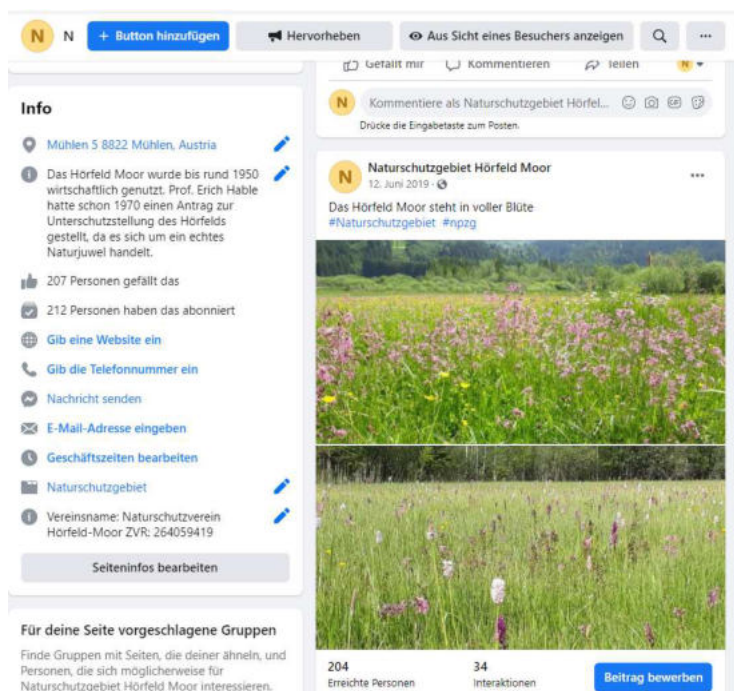 N N + Button hinzufügen Hervorheben Aus Sicht eines Besuchers anzeigen ...
Info
Mühlen 5 8822 Mühlen, Austria
Das Hörfeld Moor wurde bis rund 1950
wirtschaftlich genutzt. Prof. Erich Hable
hatte schon 1970 einen Antrag zur
Unterschutzstellung des Hörfelds
gestellt, da es sich um ein echtes
Naturjuwel handelt.
207 Personen gefällt das
212 Personen haben das abonniert
Gib eine Website ein
Gib die Telefonnummer ein
Nachricht senden
E-Mail-Adresse eingeben
Geschäftszeiten bearbeiten
Naturschutzgebiet
Vereinsname: Naturschutzverein
Hörfeld-Moor ZVR: 264059419
Seiteninfos bearbeiten
Für deine Seite vorgeschlagene Gruppen
Finde Gruppen mit Seiten, die deiner ähneln, und
Personen, die sich möglicherweise für
Naturschutzgebiet Hörfeld Moor interessieren.
Gefällt mir Kommentieren Teilen N
N Kommentiere als Naturschutzgebiet Hörfel... GIF
Drücke die Eingabetaste zum Posten.
N Naturschutzgebiet Hörfeld Moor ...
12. Juni 2019 ·
Das Hörfeld Moor steht in voller Blüte
#Naturschutzgebiet #npzg
204 34
Erreichte Personen Interaktionen
Beitrag bewerben